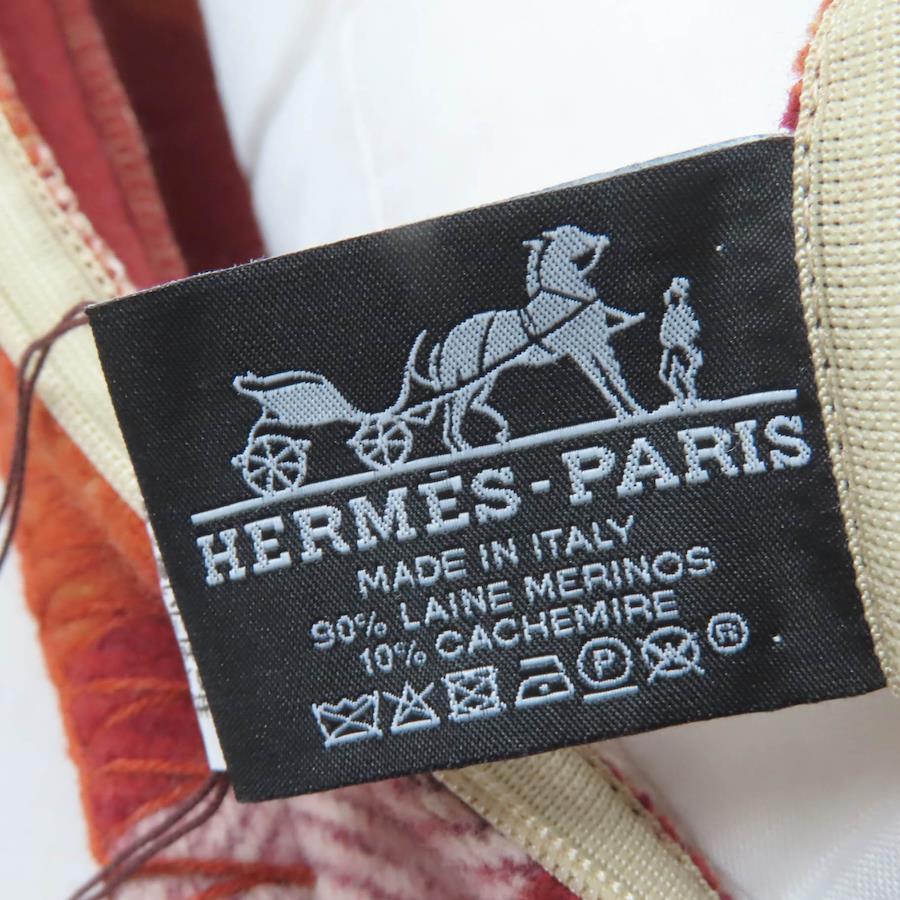 HERMÈS-PARIS
MADE IN ITALY
90% LAINE MERINOS
10% CACHEMIRE
P ®